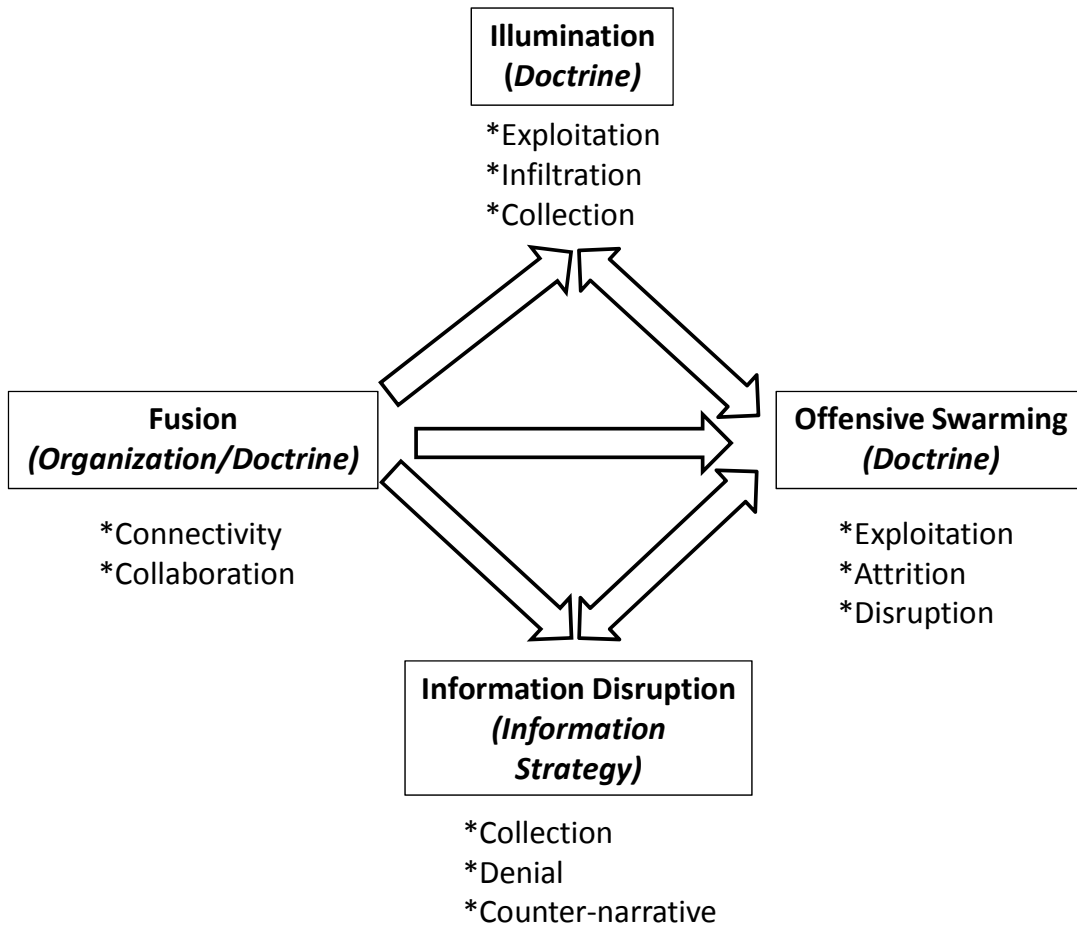 Illumination
(Doctrine)
*Exploitation
*Infiltration
*Collection
Fusion
(Organization/Doctrine)
*Connectivity
*Collaboration
Offensive Swarming
(Doctrine)
*Exploitation
*Attrition
*Disruption
Information Disruption
(Information
Strategy)
*Collection
*Denial
*Counter-narrative